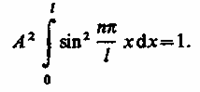 A² ∫₀ˡ sin² nπ/l x dx = 1.